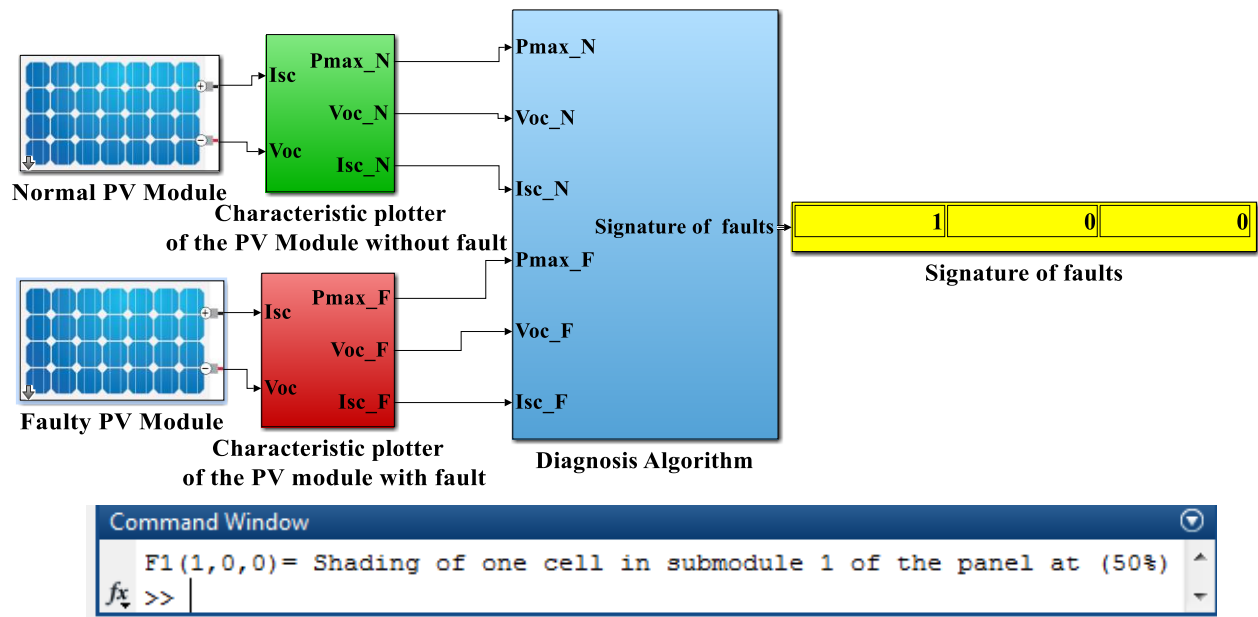 Normal PV Module
Isc
Voc
Pmax_N
Voc_N
Isc_N
Characteristic plotter
of the PV Module without fault
Faulty PV Module
Isc
Voc
Pmax_F
Voc_F
Isc_F
Characteristic plotter
of the PV module with fault
Pmax_N
Voc_N
Isc_N
Pmax_F
Voc_F
Isc_F
Signature of faults
Diagnosis Algorithm
1 0 0
Signature of faults
Command Window
F1(1,0,0)= Shading of one cell in submodule 1 of the panel at (50%)
fx >>